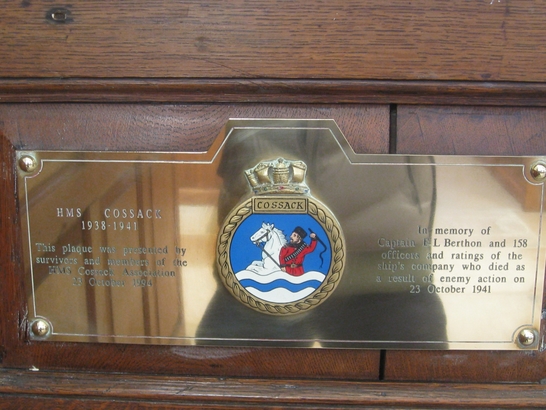 COSSACK
HMS COSSACK
1938-1941
This plaque was presented by
survivors and members of the
HMS Cossack Association
23 October
In memory of
Captain L Berthon and 158
officers and ratings of the
ship's company who died as
a result of enemy action on
23 October 1941